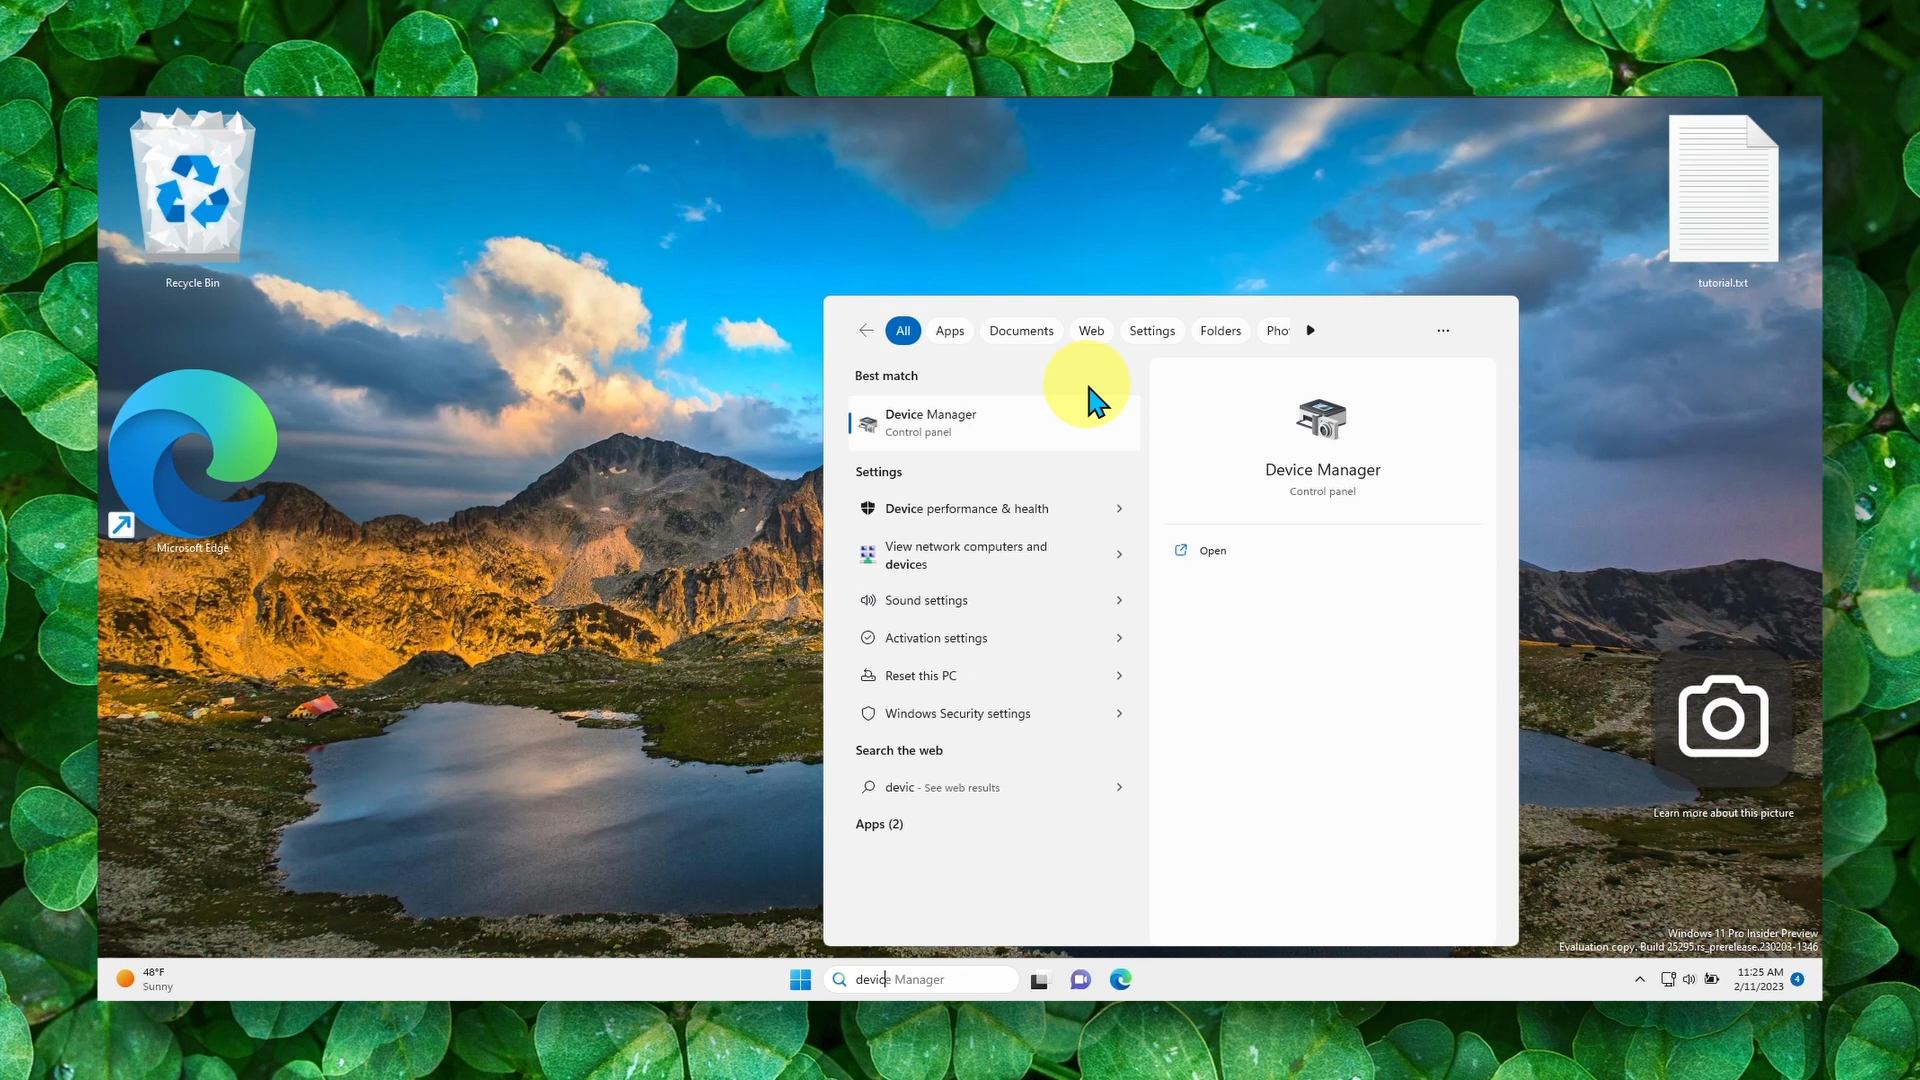 Recycle Bin
tutorial.txt
Microsoft Edge
All
Apps
Documents
Web
Settings
Folders
Best match
Device Manager
Control panel
Settings
Device performance & health
View network computers and
devices
Sound settings
Activation settings
Reset this PC
Windows Security settings
Search the web
devic - See web results
Apps (2)
Device Manager
Control panel
Open
Learn more about this picture
Windows 11 Pro Insider Preview
Evaluation copy. Build 25295.rs_prerelease.230203-1346
48°F
Sunny
device Manager
11:25 AM
2/11/2023
4